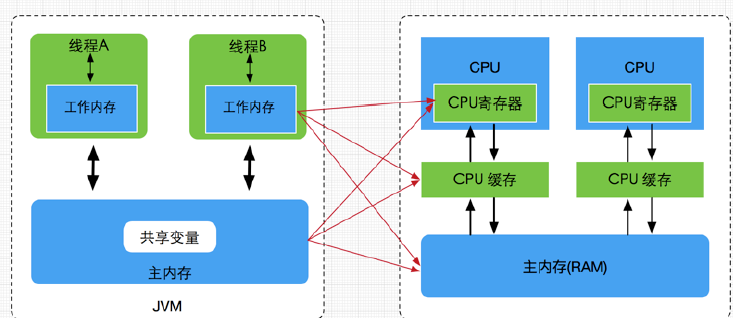 线程A
工作内存
线程B
工作内存
共享变量
主内存
JVM
CPU
CPU寄存器
CPU 缓存
CPU
CPU寄存器
CPU 缓存
主内存(RAM)